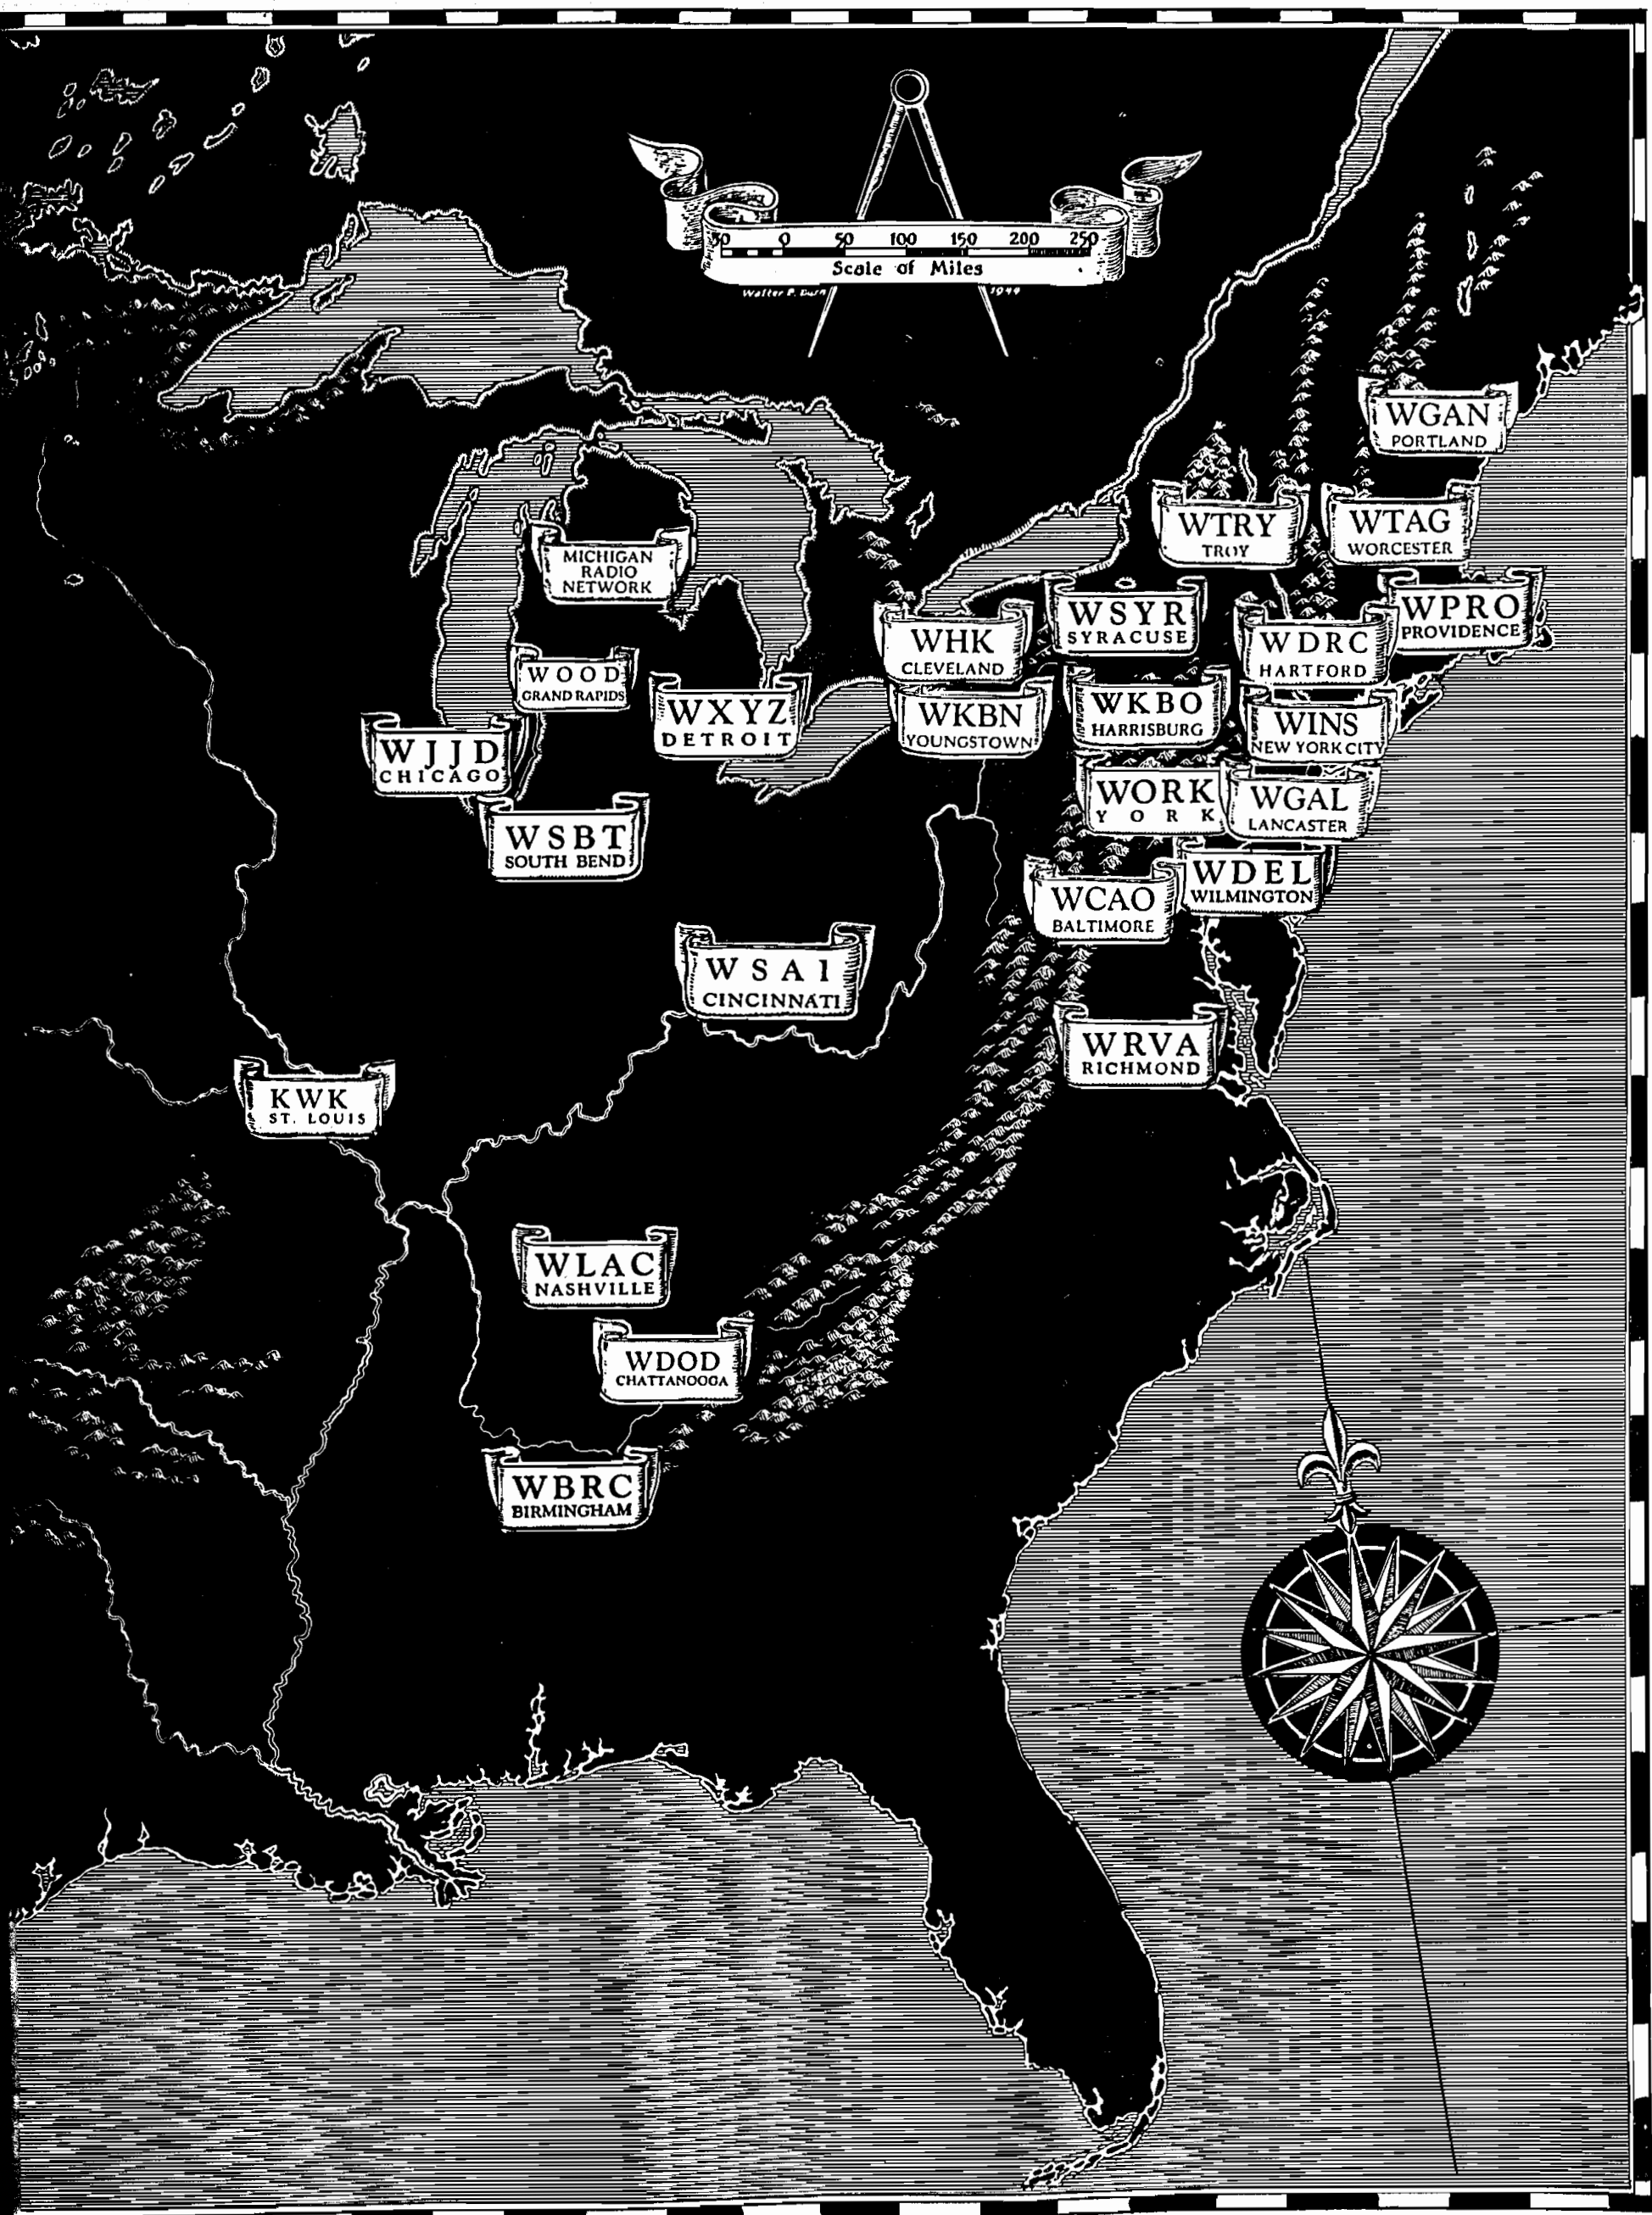 50 0 50 100 150 200 250
Scale of Miles
Walter P. 1944
WGAN
PORTLAND
WTRY
TROY
WTAG
WORCESTER
MICHIGAN
RADIO
NETWORK
WHK
CLEVELAND
WSYR
SYRACUSE
WDRC
HARTFORD
WPRO
PROVIDENCE
WOOD
GRAND RAPIDS
WXYZ
DETROIT
WKBN
YOUNGSTOWN
WKBO
HARRISBURG
WINS
NEW YORK CITY
WJJD
CHICAGO
WORK
YORK
WGAL
LANCASTER
WSBT
SOUTH BEND
WCAO
BALTIMORE
WDEL
WILMINGTON
WSAI
CINCINNATI
WRVA
RICHMOND
KWK
ST. LOUIS
WLAC
NASHVILLE
WDOD
CHATTANOOGA
WBRC
BIRMINGHAM